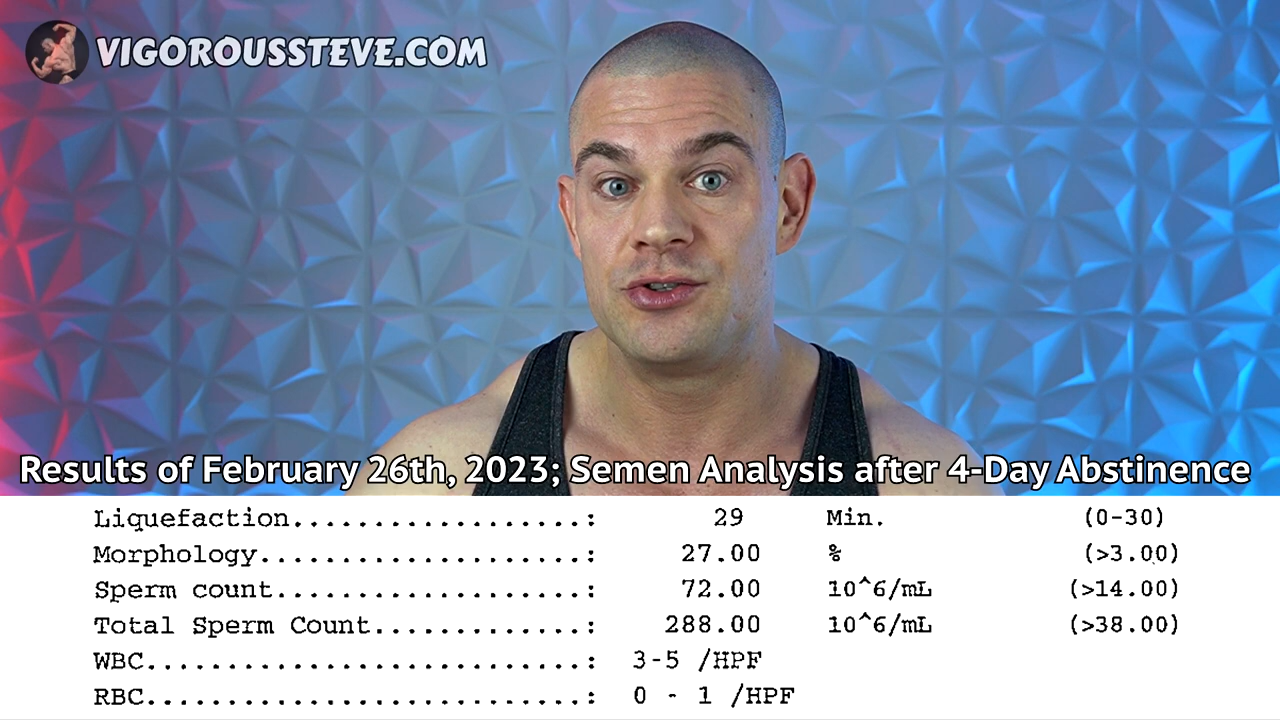 VIGOROUSSTEVE.COM
Results of February 26th, 2023; Semen Analysis after 4-Day Abstinence
Liquefaction..................: 29 Min. (0-30)
Morphology....................: 27.00 % (>3.00)
Sperm count...................: 72.00 10^6/mL (>14.00)
Total Sperm Count.............: 288.00 10^6/mL (>38.00)
WBC...........................: 3-5 /HPF
RBC...........................: 0 - 1 /HPF